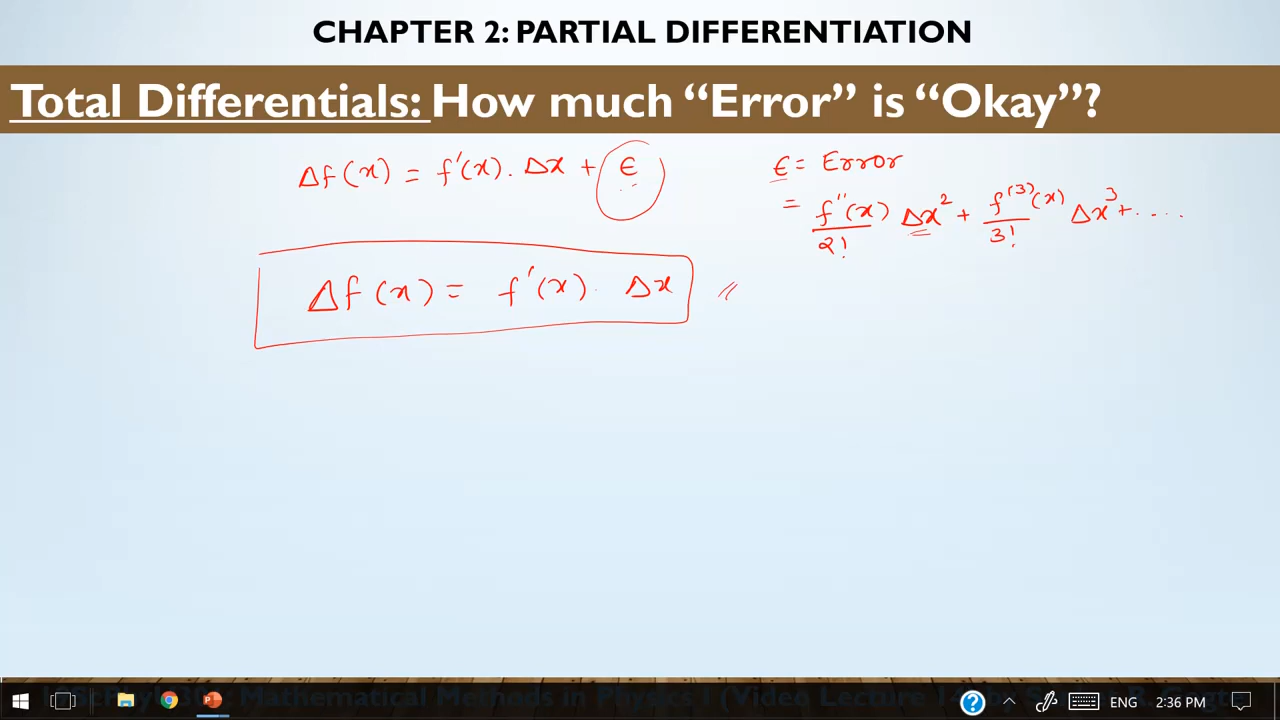 CHAPTER 2: PARTIAL DIFFERENTIATION
Total Differentials: How much “Error” is “Okay”?
Δf(x) = f'(x). Δx + ϵ
ϵ = Error
= f''(x)/2! Δx² + f⁽³⁾(x)/3! Δx³ + ....
Δf(x) = f'(x). Δx
ENG 2:36 PM